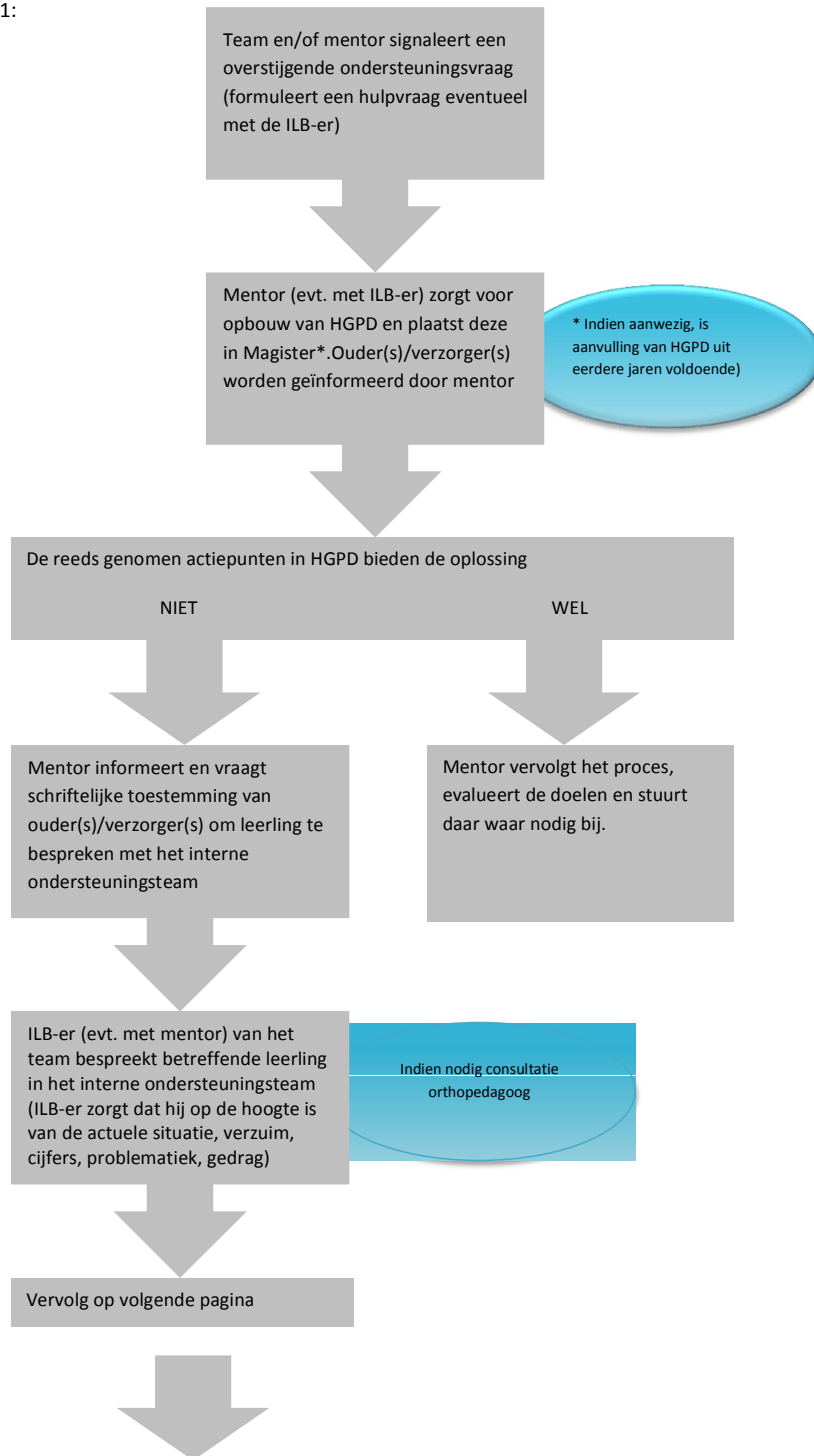 1:
Team en/of mentor signaleert een
overstijgende ondersteuningsvraag
(formuleert een hulpvraag eventueel
met de ILB-er)
Mentor (evt. met ILB-er) zorgt voor
opbouw van HGPD en plaatst deze
in Magister*.Ouder(s)/verzorger(s)
worden geïnformeerd door mentor
* Indien aanwezig, is
aanvulling van HGPD uit
eerdere jaren voldoende)
De reeds genomen actiepunten in HGPD bieden de oplossing
NIET WEL
Mentor informeert en vraagt
schriftelijke toestemming van
ouder(s)/verzorger(s) om leerling te
bespreken met het interne
ondersteuningsteam
Mentor vervolgt het proces,
evalueert de doelen en stuurt
daar waar nodig bij.
ILB-er (evt. met mentor) van het
team bespreekt betreffende leerling
in het interne ondersteuningsteam
(ILB-er zorgt dat hij op de hoogte is
van de actuele situatie, verzuim,
cijfers, problematiek, gedrag)
Indien nodig consultatie
orthopedagoog
Vervolg op volgende pagina